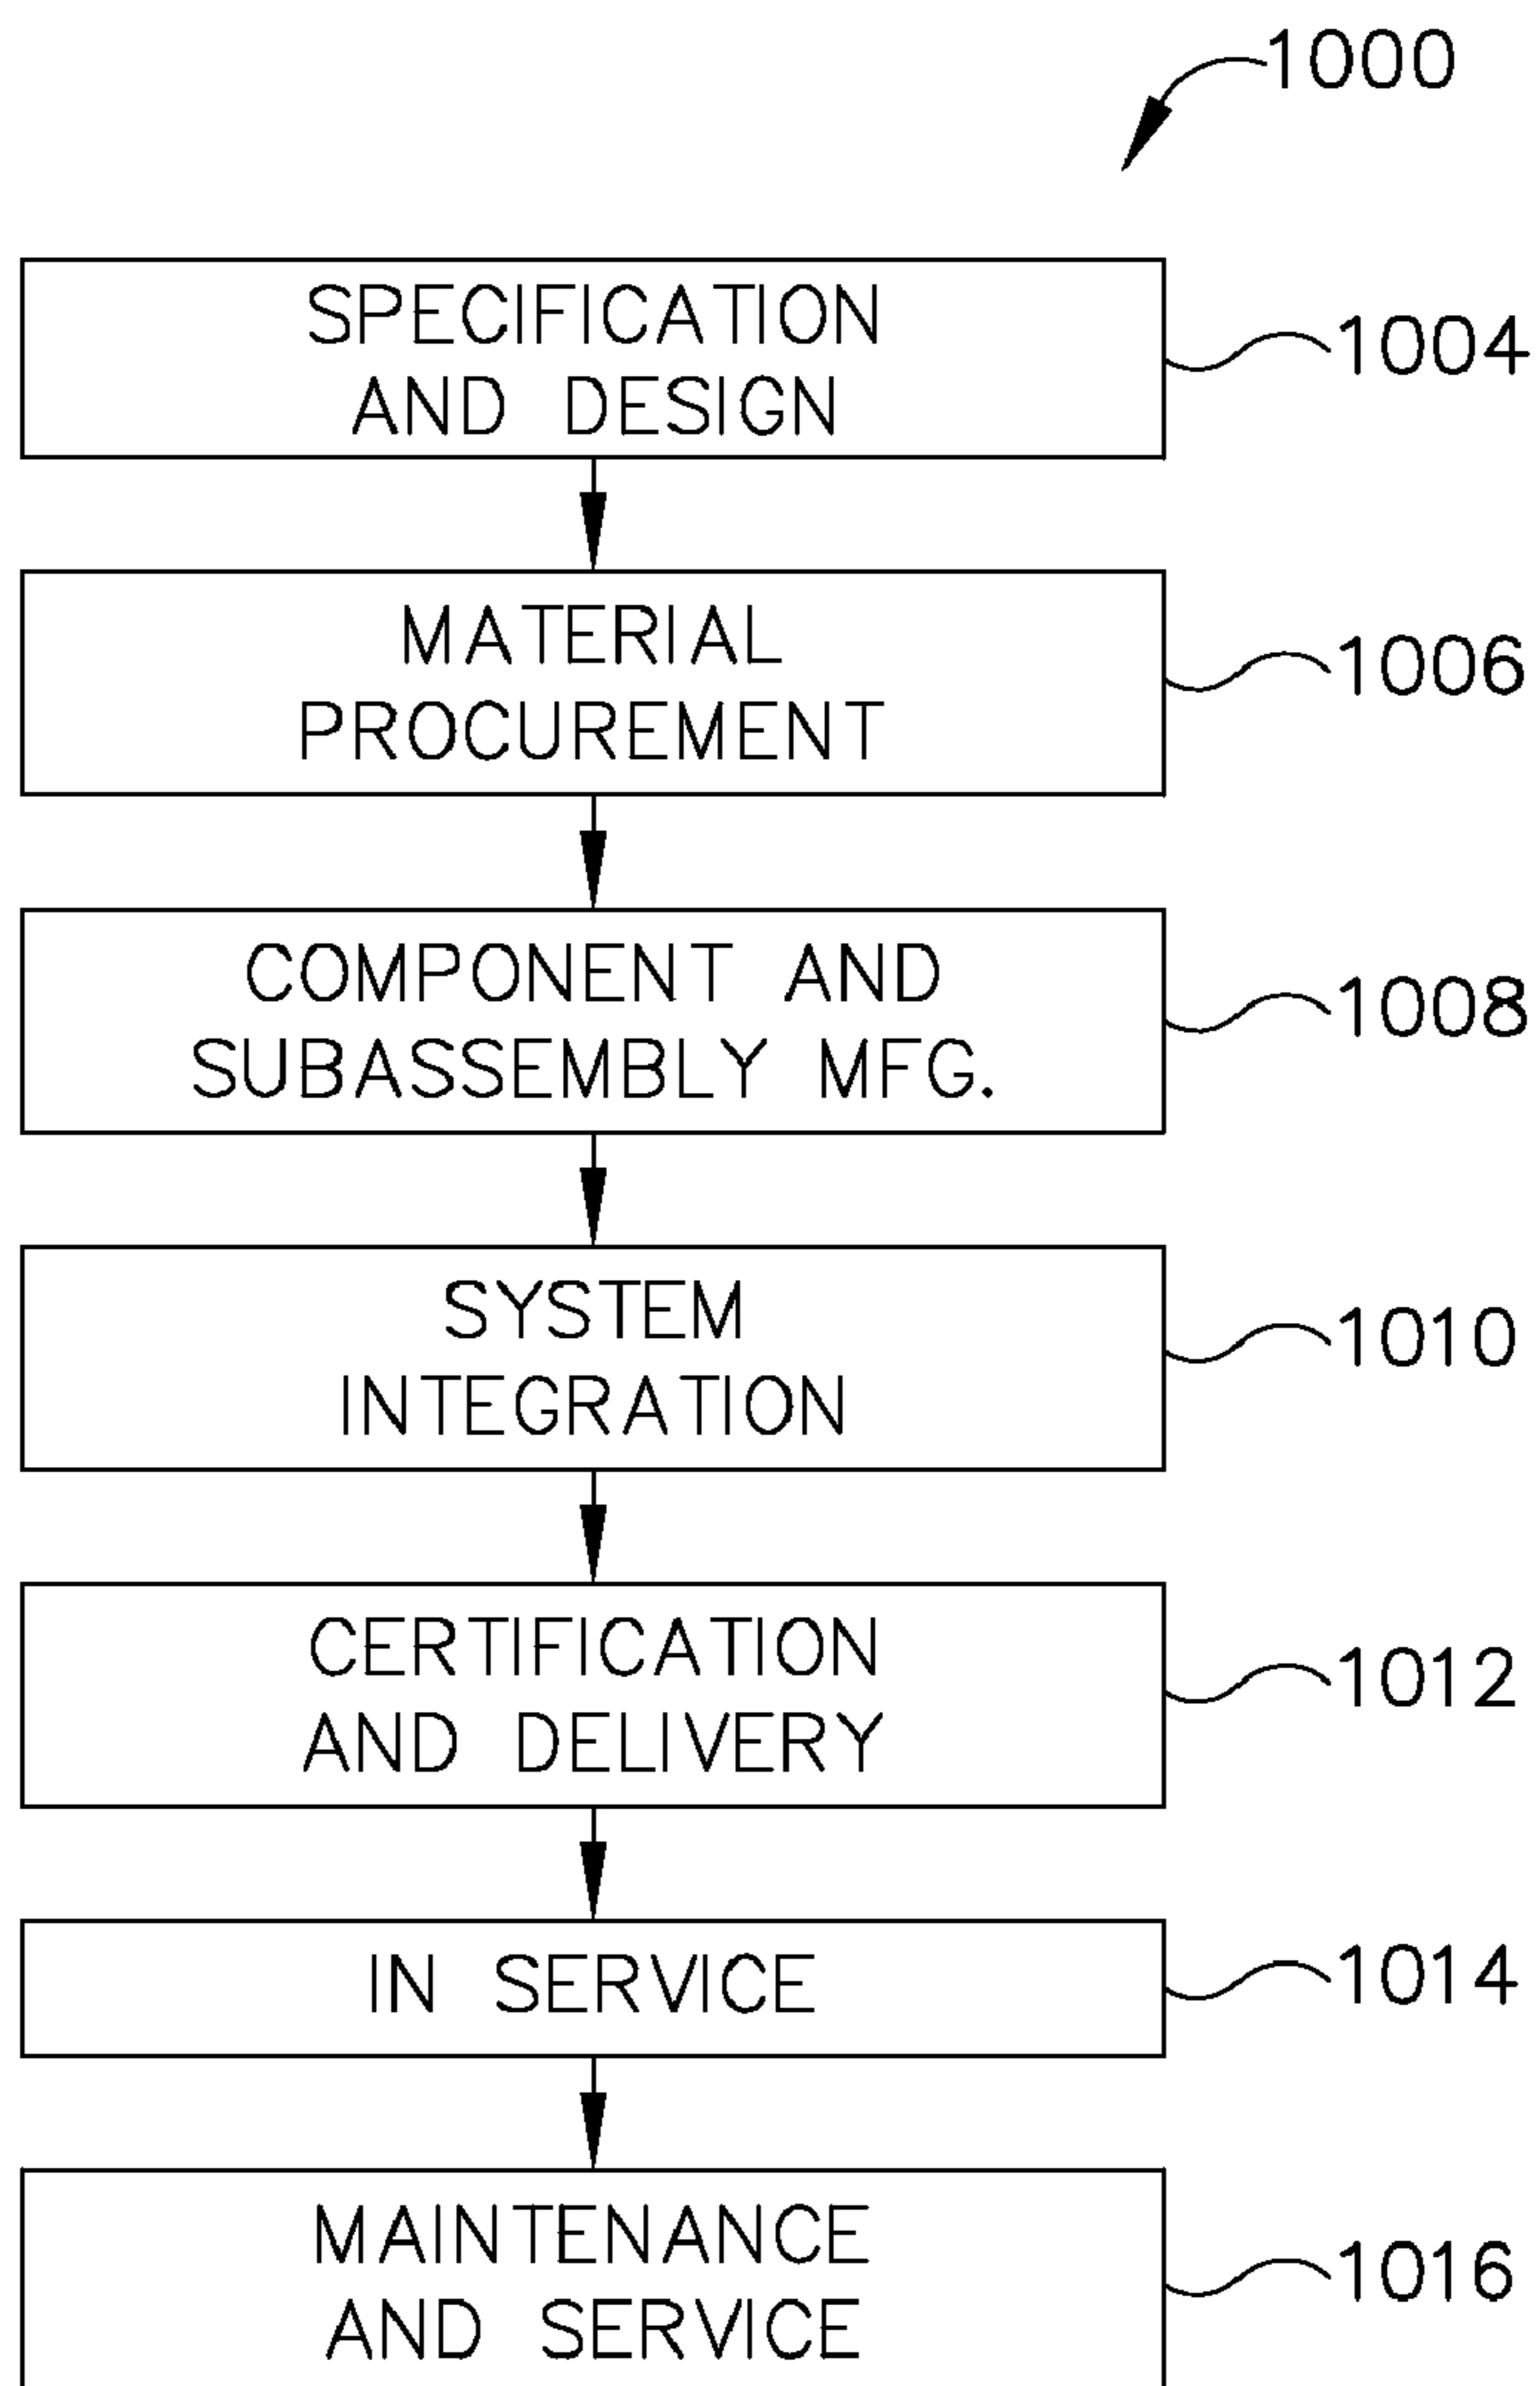 1000
SPECIFICATION
AND DESIGN
1004
MATERIAL
PROCUREMENT
1006
COMPONENT AND
SUBASSEMBLY MFG.
1008
SYSTEM
INTEGRATION
1010
CERTIFICATION
AND DELIVERY
1012
IN SERVICE
1014
MAINTENANCE
AND SERVICE
1016